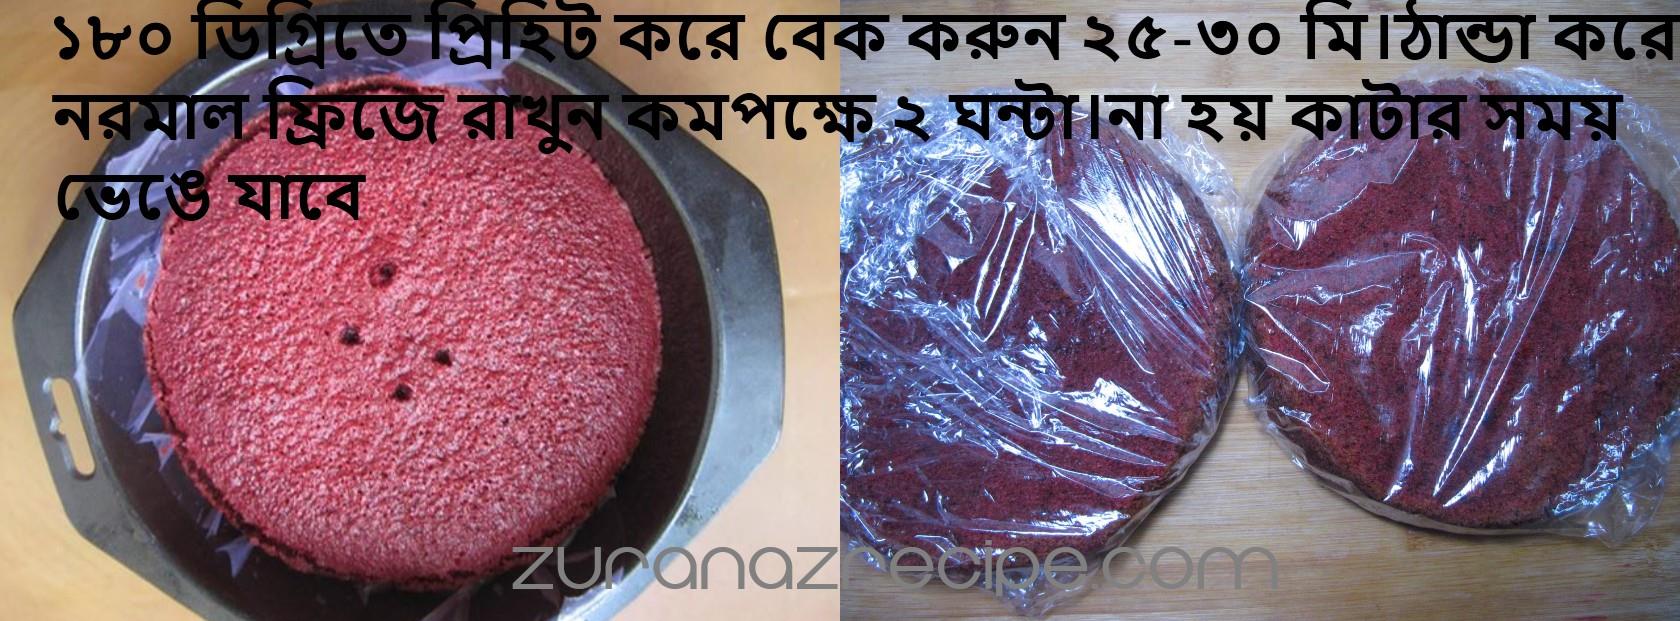 ১৮০ ডিগ্রিতে প্রিহিট করে বেক করুন ২৫-৩০ মি।ঠান্ডা করে
নরমাল ফ্রিজে রাখুন কমপক্ষে ২ ঘন্টা।না হয় কাটার সময়
ভেঙে যাবে
zuranazrecipe.com